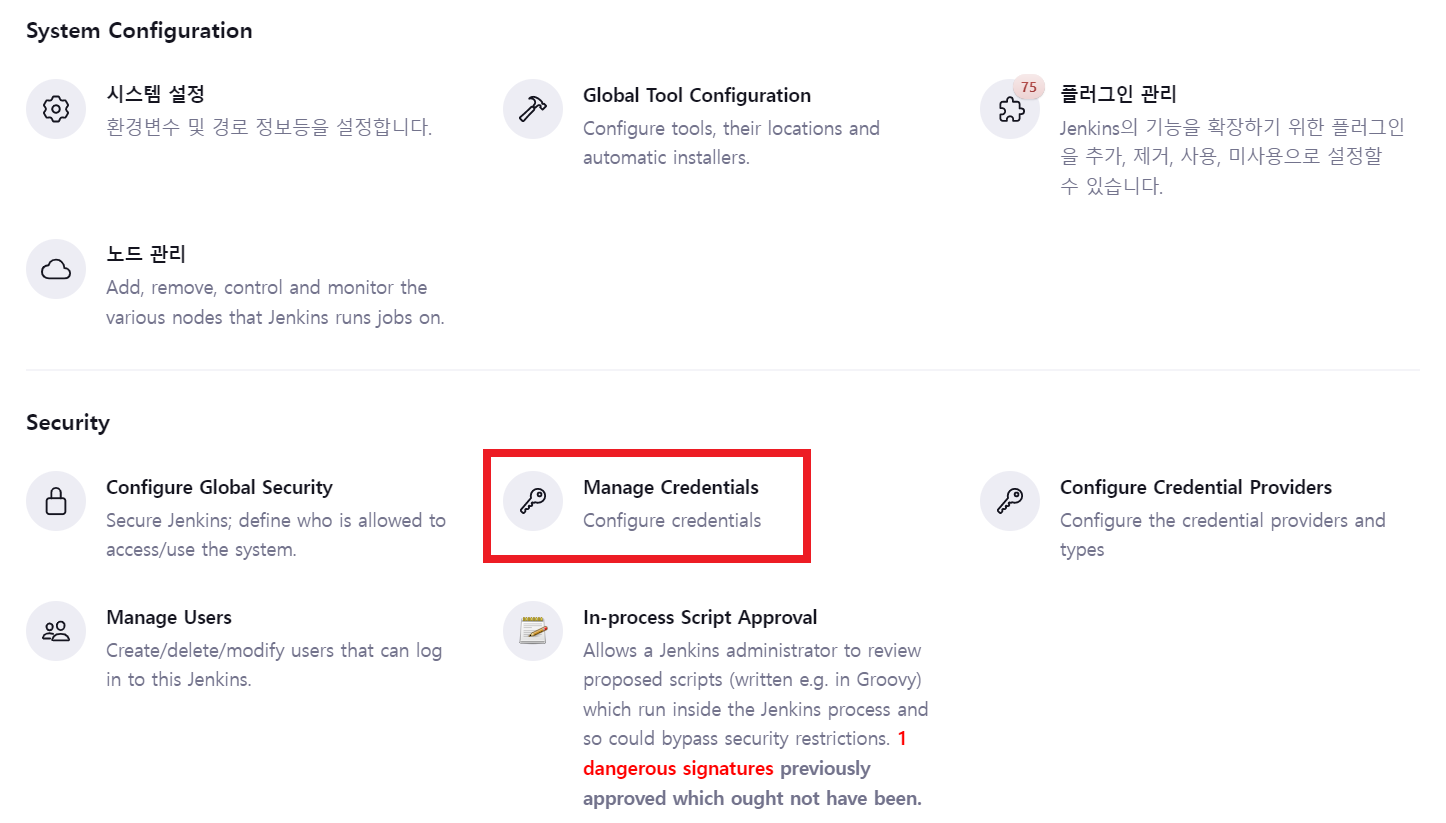 System Configuration
시스템 설정
환경변수 및 경로 정보등을 설정합니다.
Global Tool Configuration
Configure tools, their locations and
automatic installers.
75
플러그인 관리
Jenkins의 기능을 확장하기 위한 플러그인
을 추가, 제거, 사용, 미사용으로 설정할
수 있습니다.
노드 관리
Add, remove, control and monitor the
various nodes that Jenkins runs jobs on.
Security
Configure Global Security
Secure Jenkins; define who is allowed to
access/use the system.
Manage Credentials
Configure credentials
Configure Credential Providers
Configure the credential providers and
types
Manage Users
Create/delete/modify users that can log
in to this Jenkins.
In-process Script Approval
Allows a Jenkins administrator to review
proposed scripts (written e.g. in Groovy)
which run inside the Jenkins process and
so could bypass security restrictions. 1
dangerous signatures previously
approved which ought not have been.